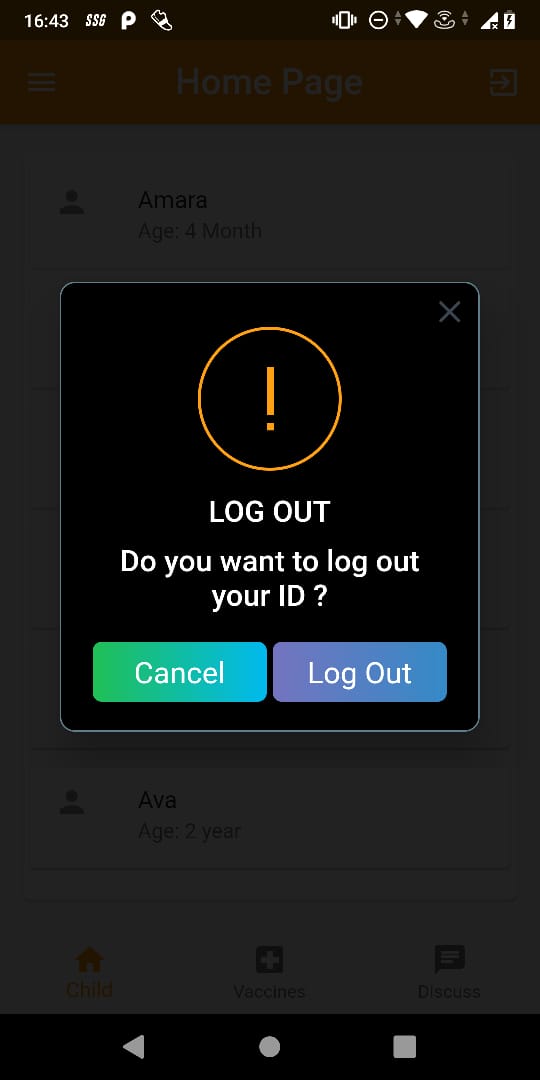 16:43 SSG
Home Page
Amara
Age: 4 Month
LOG OUT
Do you want to log out
your ID ?
Cancel Log Out
Ava
Age: 2 year
Child Vaccines Discuss